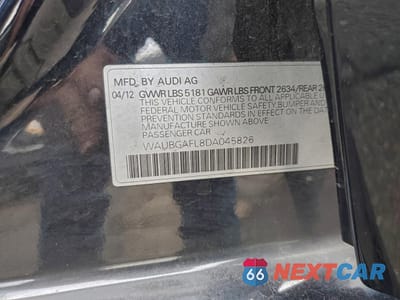 MFD. BY AUDI AG
04/12 GVWR LBS 5181 GAWR LBS FRONT 2634/REAR
THIS VEHICLE CONFORMS TO ALL APPLICABLE
FEDERAL MOTOR VEHICLE SAFETY, BUMPER AND
PREVENTION STANDARDS IN EFFECT ON THE DA
MANUFACTURE SHOWN ABOVE
PASSENGER CAR
WAUBGAFL8DA045826
66 NEXTCAR